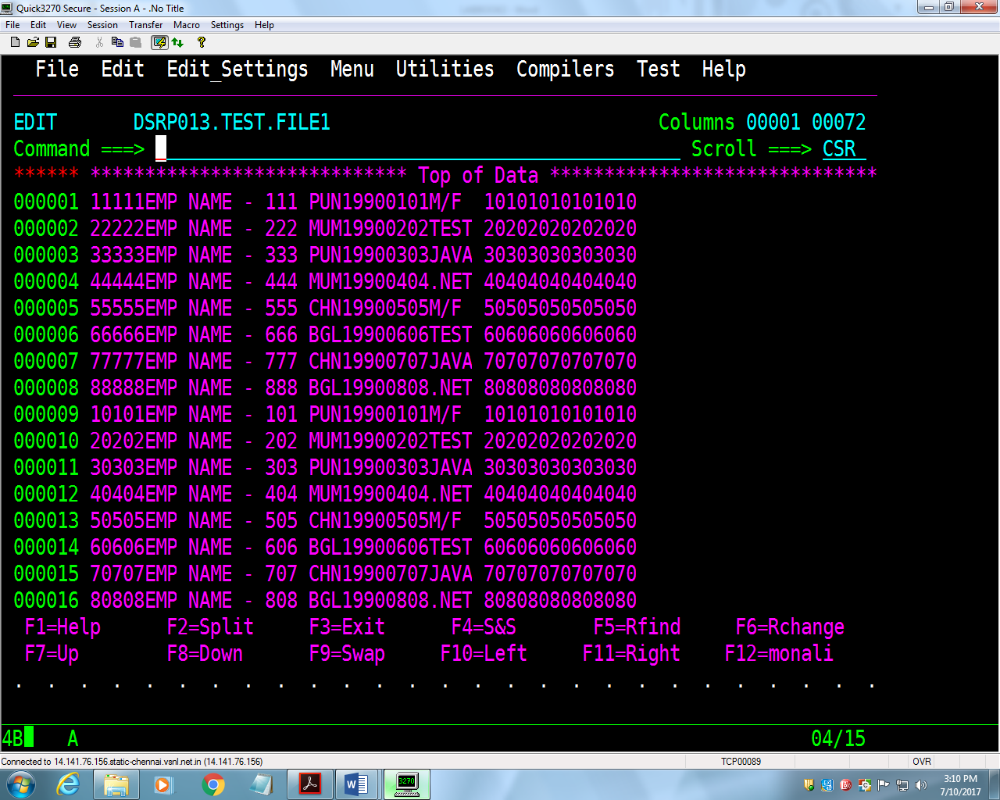 Quick3270 Secure - Session A - .No Title
File Edit View Session Transfer Macro Settings Help
File Edit Edit_Settings Menu Utilities Compilers Test Help
EDIT DSRP013.TEST.FILE1 Columns 00001 00072
Command ===> Scroll ===> CSR
****** ***************************** Top of Data ******************************
000001 11111EMP NAME - 111 PUN19900101M/F 10101010101010
000002 22222EMP NAME - 222 MUM19900202TEST 20202020202020
000003 33333EMP NAME - 333 PUN19900303JAVA 30303030303030
000004 44444EMP NAME - 444 MUM19900404.NET 40404040404040
000005 55555EMP NAME - 555 CHN19900505M/F 50505050505050
000006 66666EMP NAME - 666 BGL19900606TEST 60606060606060
000007 77777EMP NAME - 777 CHN19900707JAVA 70707070707070
000008 88888EMP NAME - 888 BGL19900808.NET 80808080808080
000009 10101EMP NAME - 101 PUN19900101M/F 10101010101010
000010 20202EMP NAME - 202 MUM19900202TEST 20202020202020
000011 30303EMP NAME - 303 PUN19900303JAVA 30303030303030
000012 40404EMP NAME - 404 MUM19900404.NET 40404040404040
000013 50505EMP NAME - 505 CHN19900505M/F 50505050505050
000014 60606EMP NAME - 606 BGL19900606TEST 60606060606060
000015 70707EMP NAME - 707 CHN19900707JAVA 70707070707070
000016 80808EMP NAME - 808 BGL19900808.NET 80808080808080
F1=Help F2=Split F3=Exit F4=S&S F5=Rfind F6=Rchange
F7=Up F8=Down F9=Swap F10=Left F11=Right F12=monali
. . . . . . . . . . . . . . . . . . . . . . . . . . .
4B A 04/15
Connected to 14.141.76.156.static-chennai.vsnl.net.in (14.141.76.156) TCP00089 OVR
3270 3:10 PM
7/10/2017